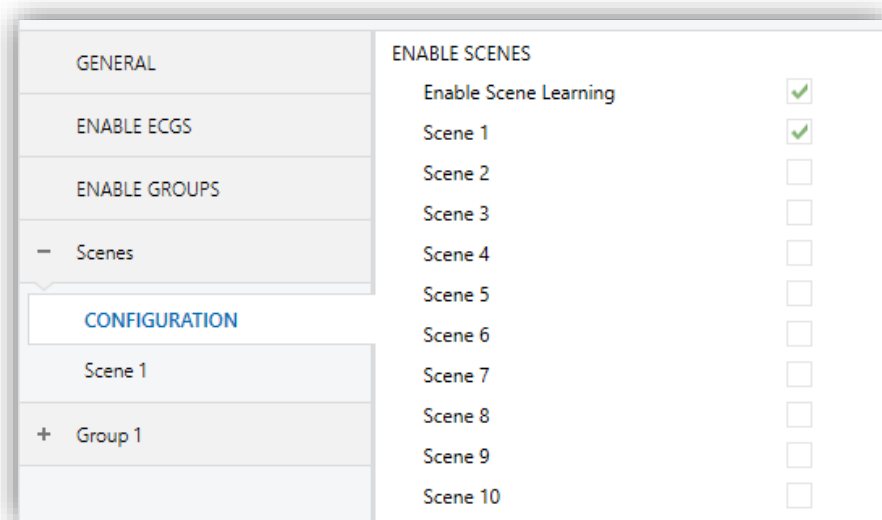 GENERAL
ENABLE ECGS
ENABLE GROUPS
Scenes
CONFIGURATION
Scene 1
Group 1
ENABLE SCENES
Enable Scene Learning
Scene 1
Scene 2
Scene 3
Scene 4
Scene 5
Scene 6
Scene 7
Scene 8
Scene 9
Scene 10